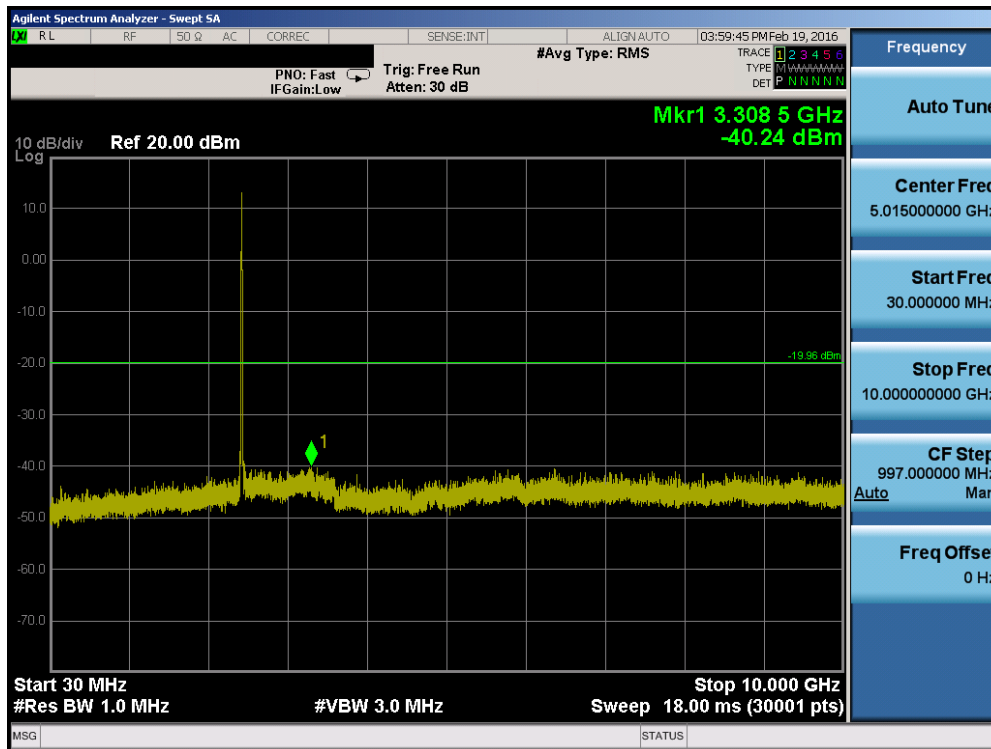 Agilent Spectrum Analyzer - Swept SA
LXI RL RF 50 Ω AC CORREC SENSE:INT ALIGN AUTO 03:59:45 PM Feb 19, 2016
PNO: Fast
IFGain:Low
Trig: Free Run
Atten: 30 dB
#Avg Type: RMS
TRACE 1 2 3 4 5 6
TYPE M WWWWW
DET P N N N N N
Mkr1 3.308 5 GHz
-40.24 dBm
10 dB/div Ref 20.00 dBm
Log
10.0
0.00
-10.0
-20.0
-30.0
-40.0
-50.0
-60.0
-70.0
-19.96 dBm
1
Start 30 MHz Stop 10.000 GHz
#Res BW 1.0 MHz #VBW 3.0 MHz Sweep 18.00 ms (30001 pts)
MSG STATUS
Frequency
Auto Tune
Center Freq
5.015000000 GHz
Start Freq
30.000000 MHz
Stop Freq
10.000000000 GHz
CF Step
997.000000 MHz
Auto Man
Freq Offset
0 Hz